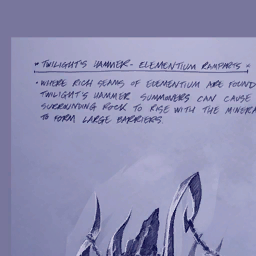 • TWILIGHT'S HAMMER - ELEMENTIUM RAMPARTS •
• WHERE RICH SEAMS OF ELEMENTIUM ARE FOUND
TWILIGHT'S HAMMER SUMMONERS CAN CAUSE
SURROUNDING ROCK TO RISE WITH THE MINERA
TO FORM LARGE BARRIERS.